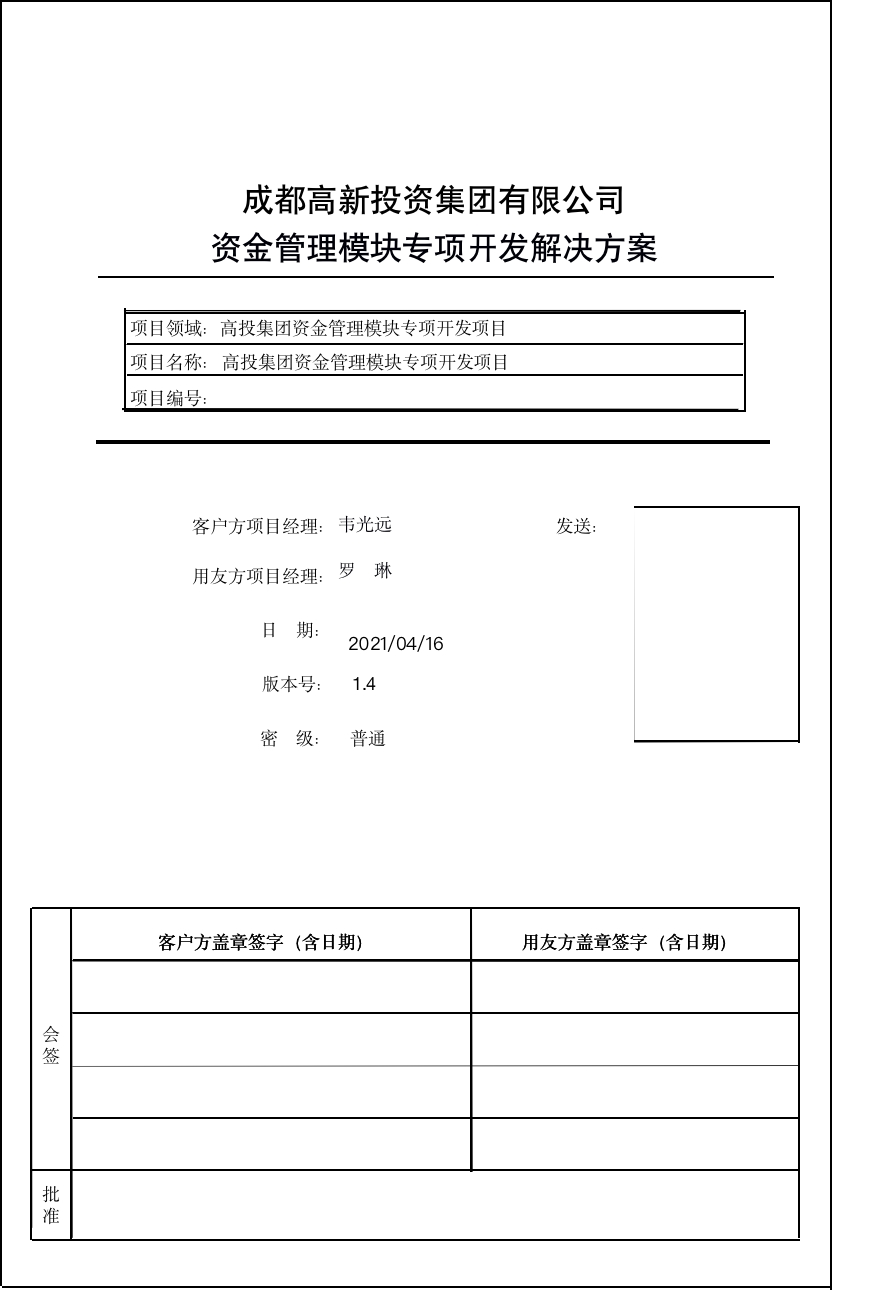 成都高新投资集团有限公司
资金管理模块专项开发解决方案
项目领域：高投集团资金管理模块专项开发项目
项目名称：高投集团资金管理模块专项开发项目
项目编号：
客户方项目经理：韦光远 发送：
用友方项目经理：罗 琳
日 期：2021/04/16
版本号：1.4
密 级：普通
客户方盖章签字（含日期） 用友方盖章签字（含日期）
会签
批准